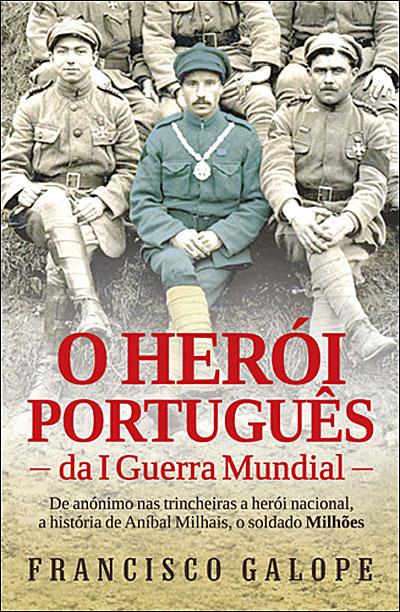 O HERÓI
PORTUGUÊS
– da I Guerra Mundial –
De anónimo nas trincheiras a herói nacional,
a história de Aníbal Milhais, o soldado Milhões
FRANCISCO GALOPE